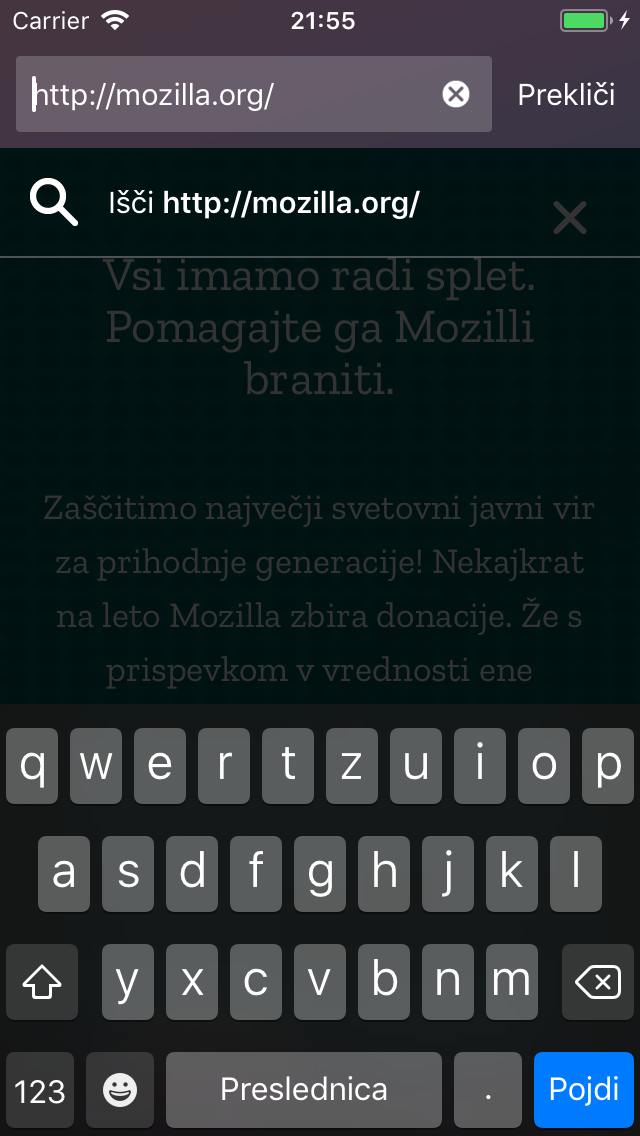 Carrier 21:55
http://mozilla.org/ Prekliči
Išči http://mozilla.org/
Vsi imamo radi splet.
Pomagajte ga Mozilli
braniti.
Zaščitimo največji svetovni javni vir
za prihodnje generacije! Nekajkrat
na leto Mozilla zbira donacije. Že s
prispevkom v vrednosti ene
q w e r t z u i o p
a s d f g h j k l
y x c v b n m
123 Preslednica . Pojdi